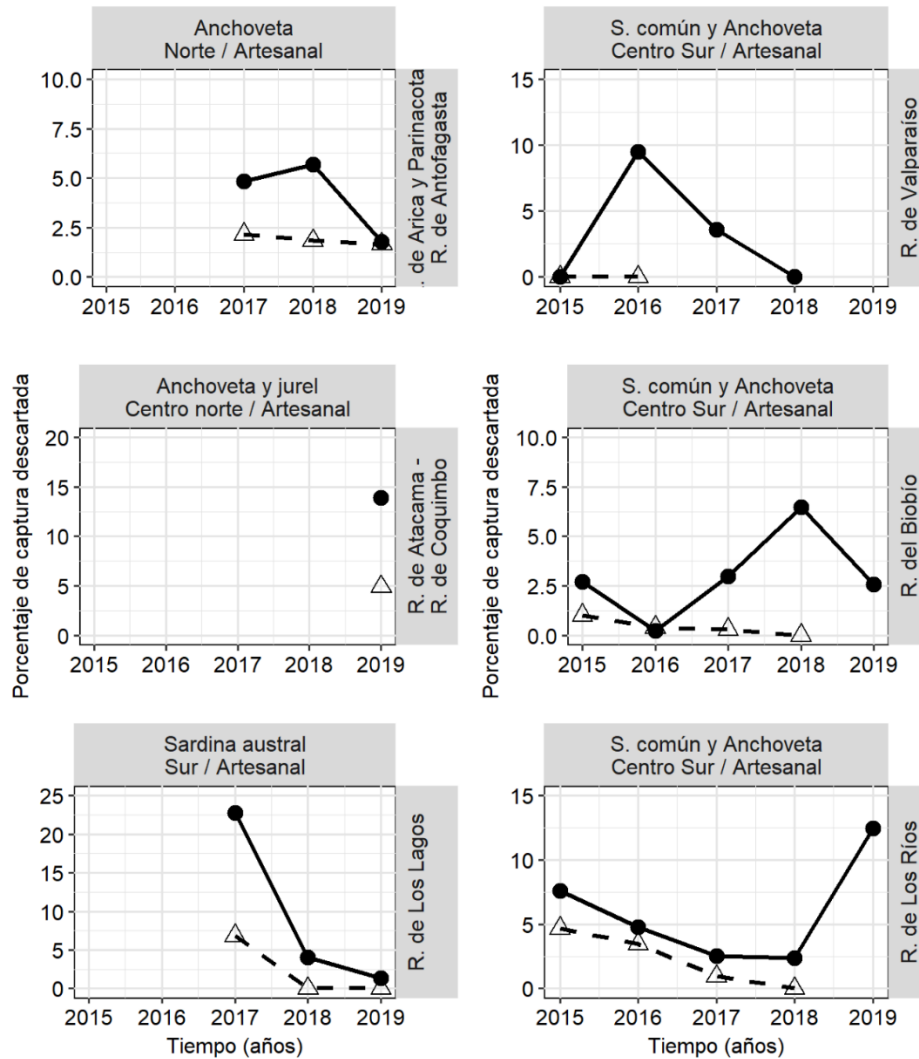 Anchoveta
Norte / Artesanal
10.0
7.5
5.0
2.5
0.0
2015 2016 2017 2018 2019
. de Arica y Parinacota
R. de Antofagasta
S. común y Anchoveta
Centro Sur / Artesanal
15
10
5
0
2015 2016 2017 2018 2019
R. de Valparaíso
Porcentaje de captura descartada
Anchoveta y jurel
Centro norte / Artesanal
20
15
10
5
0
2015 2016 2017 2018 2019
R. de Atacama -
R. de Coquimbo
Porcentaje de captura descartada
S. común y Anchoveta
Centro Sur / Artesanal
10.0
7.5
5.0
2.5
0.0
2015 2016 2017 2018 2019
R. del Biobío
Sardina austral
Sur / Artesanal
25
20
15
10
5
0
2015 2016 2017 2018 2019
R. de Los Lagos
Tiempo (años)
S. común y Anchoveta
Centro Sur / Artesanal
15
10
5
0
2015 2016 2017 2018 2019
R. de Los Ríos
Tiempo (años)